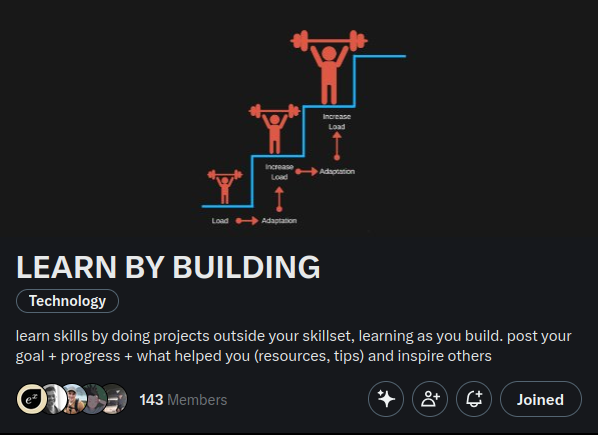 Increase
Load
Increase
Load
Adaptation
Load
Adaptation
LEARN BY BUILDING
Technology
learn skills by doing projects outside your skillset, learning as you build. post your
goal + progress + what helped you (resources, tips) and inspire others
eˣ
143 Members
Joined